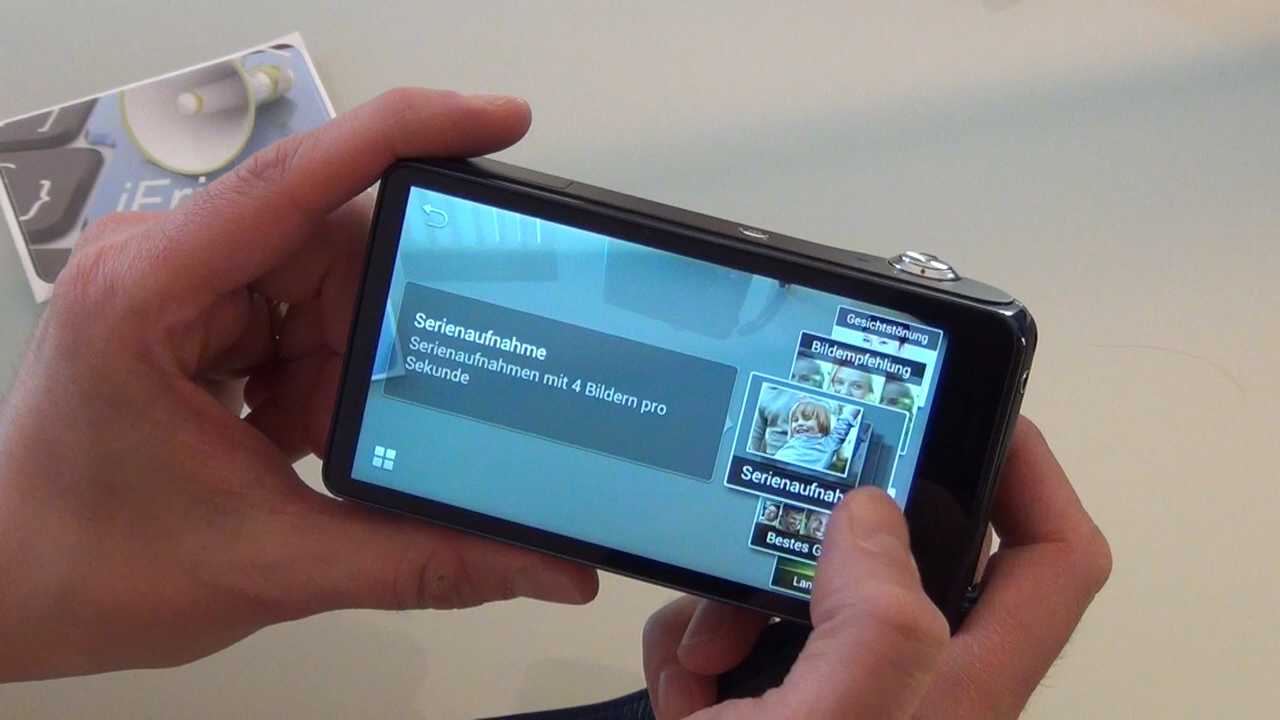 }
Serienaufnahme
Serienaufnahmen mit 4 Bildern pro
Sekunde
Gesichtstönung
Bildempfehlung
Bestes